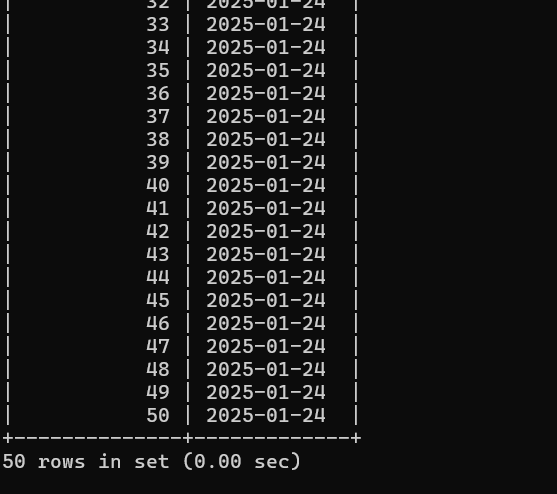 |             32 | 2025-01-24  |
|             33 | 2025-01-24  |
|             34 | 2025-01-24  |
|             35 | 2025-01-24  |
|             36 | 2025-01-24  |
|             37 | 2025-01-24  |
|             38 | 2025-01-24  |
|             39 | 2025-01-24  |
|             40 | 2025-01-24  |
|             41 | 2025-01-24  |
|             42 | 2025-01-24  |
|             43 | 2025-01-24  |
|             44 | 2025-01-24  |
|             45 | 2025-01-24  |
|             46 | 2025-01-24  |
|             47 | 2025-01-24  |
|             48 | 2025-01-24  |
|             49 | 2025-01-24  |
|             50 | 2025-01-24  |
+-----------------+----------------+
50 rows in set (0.00 sec)